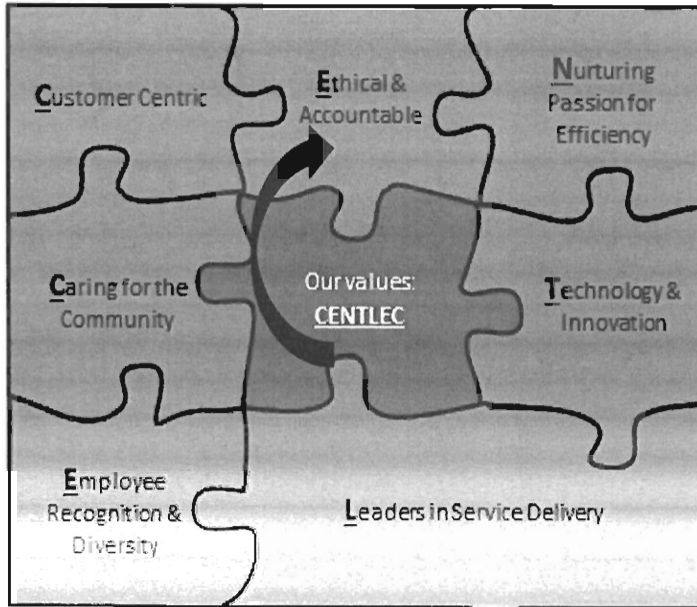 Customer Centric
Ethical &
Accountable
Nurturing
Passion for
Efficiency
Caring for the
Community
Our values:
CENTLEC
Technology &
Innovation
Employee
Recognition &
Diversity
Leaders in Service Delivery